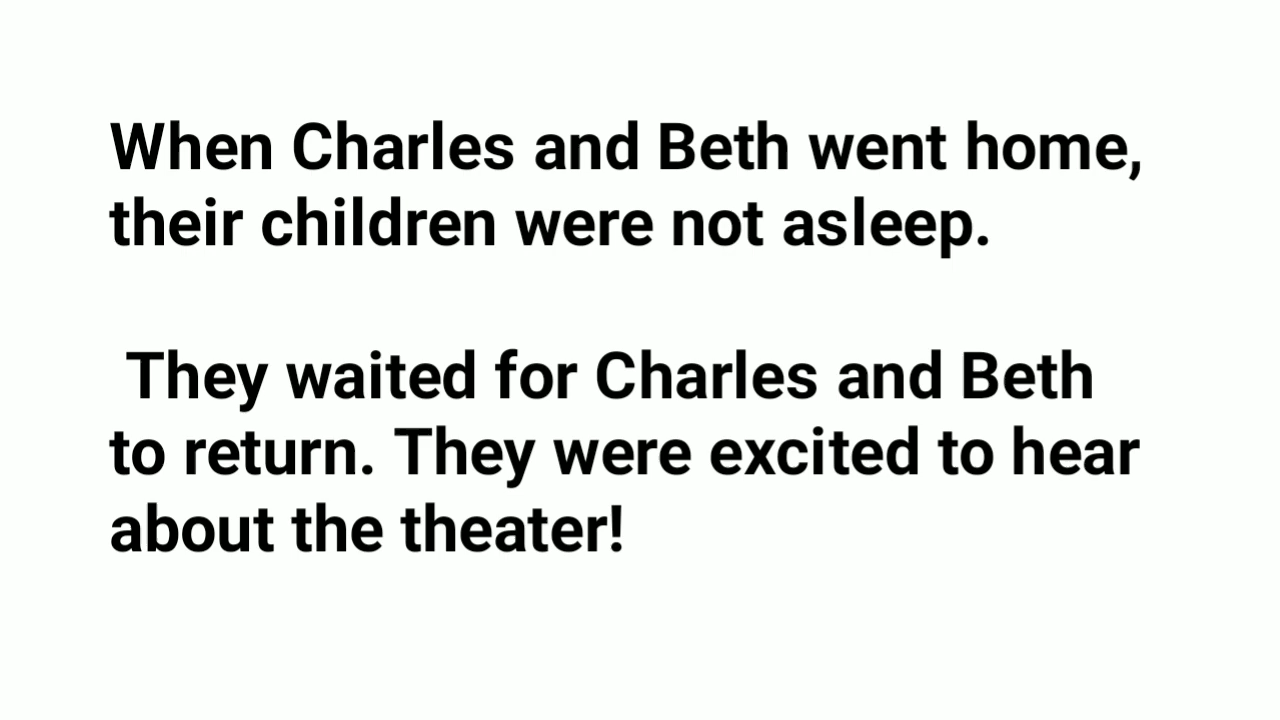 When Charles and Beth went home,
their children were not asleep.
They waited for Charles and Beth
to return. They were excited to hear
about the theater!